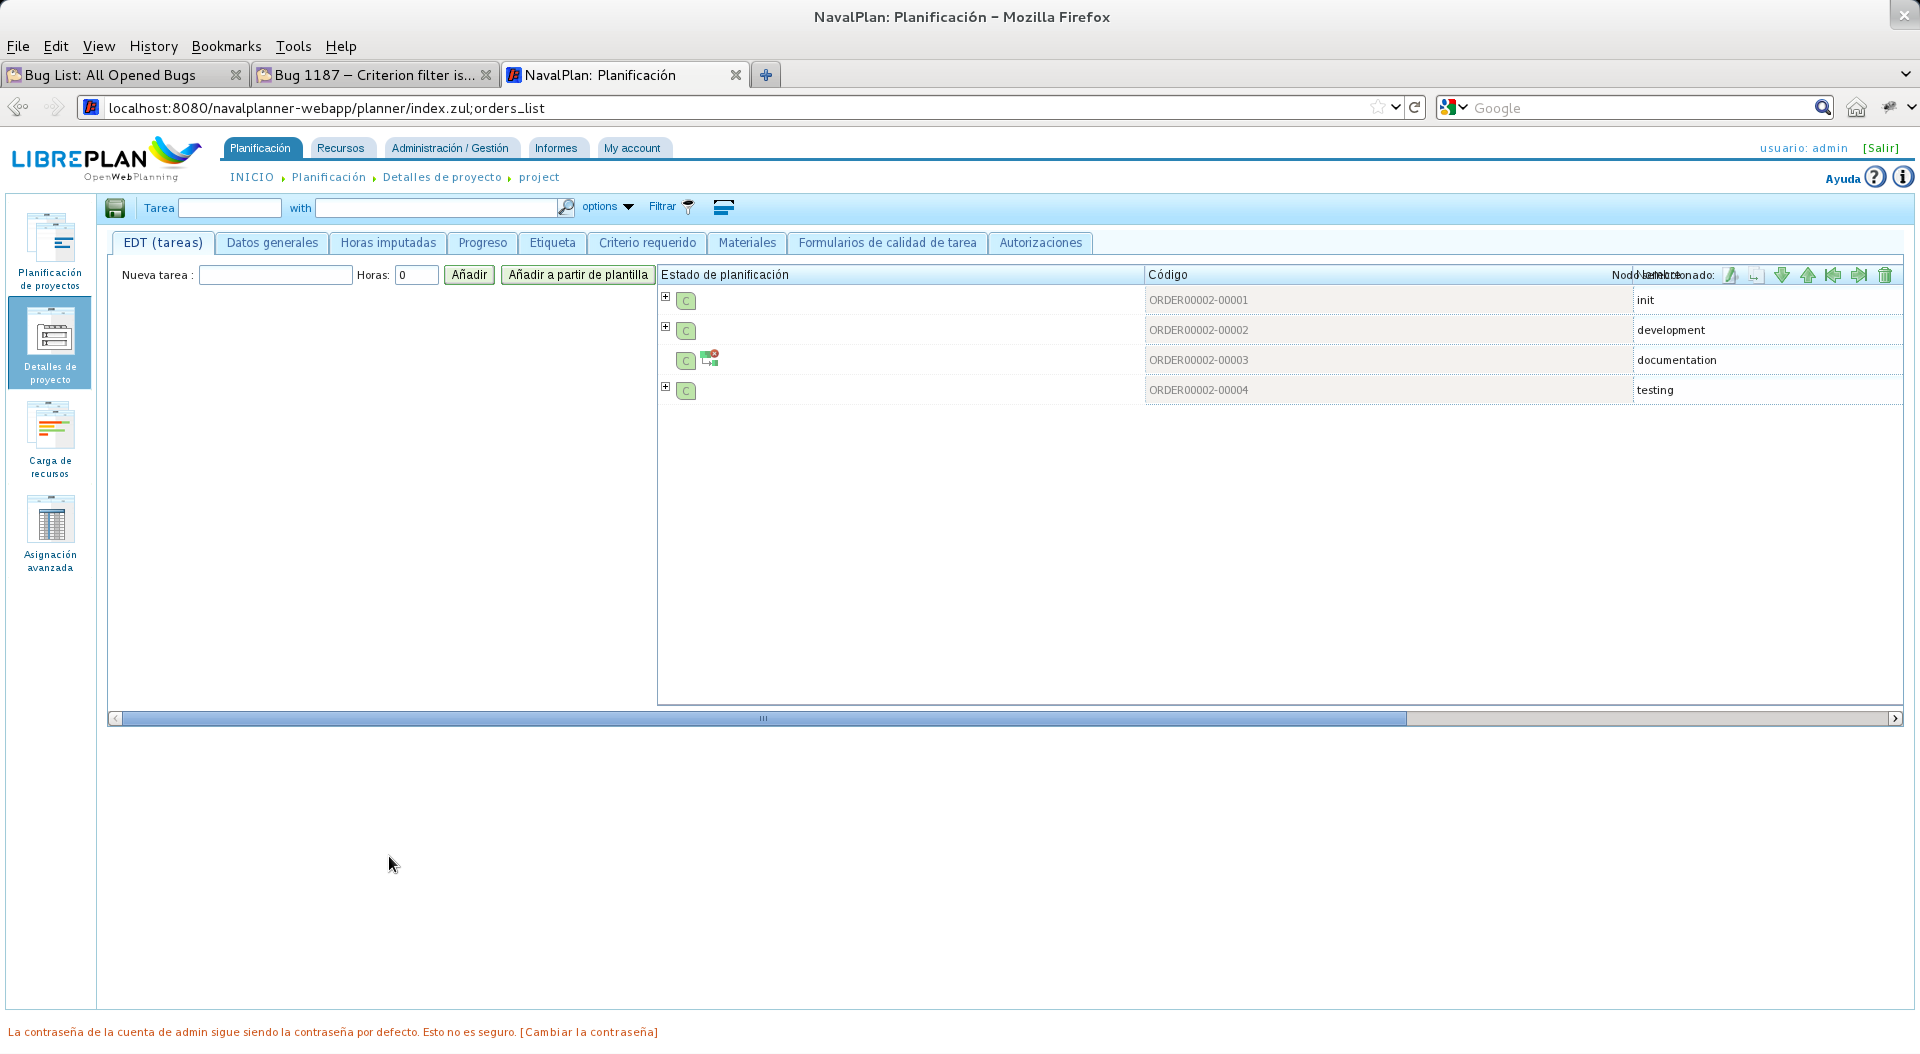 NavalPlan: Planificación – Mozilla Firefox
File Edit View History Bookmarks Tools Help
Bug List: All Opened Bugs
Bug 1187 – Criterion filter is...
NavalPlan: Planificación
localhost:8080/navalplanner-webapp/planner/index.zul;orders_list
Google
LIBREPLAN
OpenWebPlanning
Planificación Recursos Administración / Gestión Informes My account
usuario: admin [Salir]
INICIO Planificación Detalles de proyecto project
Ayuda
Tarea with options Filtrar
Planificación de proyectos
Detalles de proyecto
Carga de recursos
Asignación avanzada
EDT (tareas) Datos generales Horas imputadas Progreso Etiqueta Criterio requerido Materiales Formularios de calidad de tarea Autorizaciones
Nueva tarea : Horas: 0 Añadir Añadir a partir de plantilla Estado de planificación Código
C ORDER00002-00001 init
C ORDER00002-00002 development
C ORDER00002-00003 documentation
C ORDER00002-00004 testing
La contraseña de la cuenta de admin sigue siendo la contraseña por defecto. Esto no es seguro. [Cambiar la contraseña]